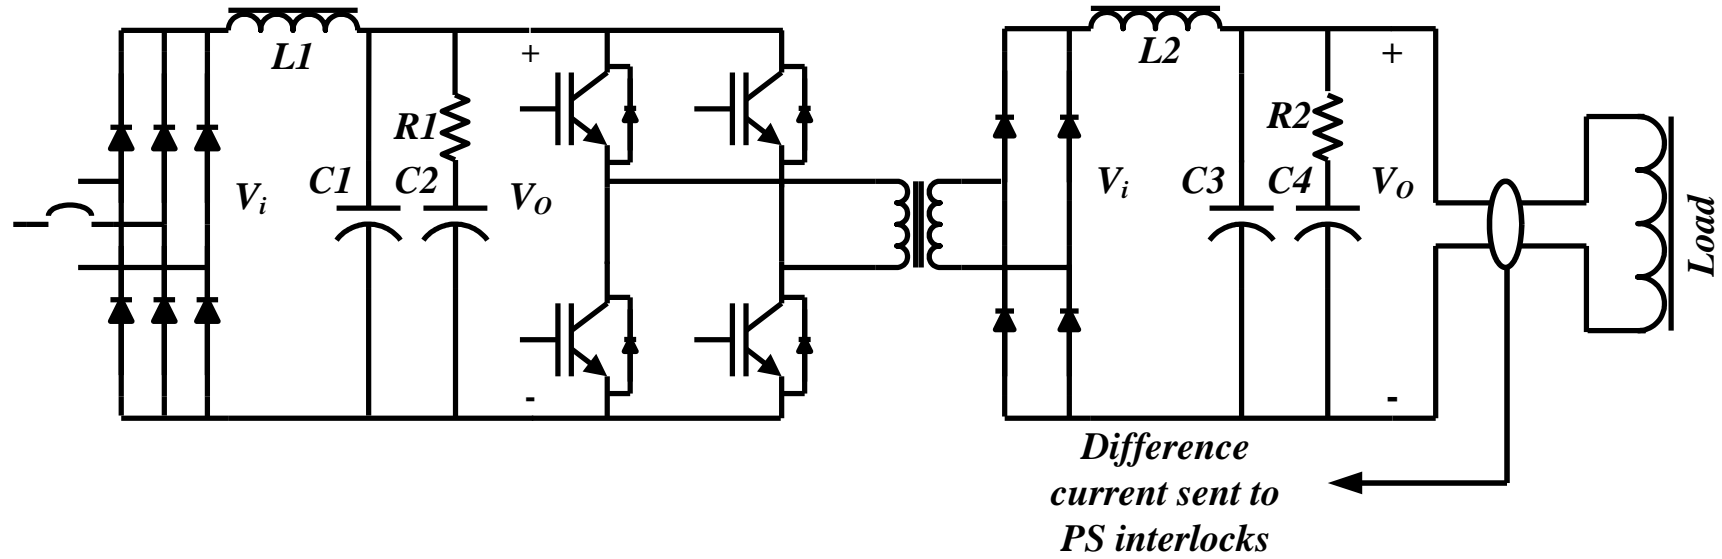 L1
+
R1
C1
C2
Vi
VO
-
L2
+
R2
C3
C4
Vi
VO
-
Load
Difference
current sent to
PS interlocks